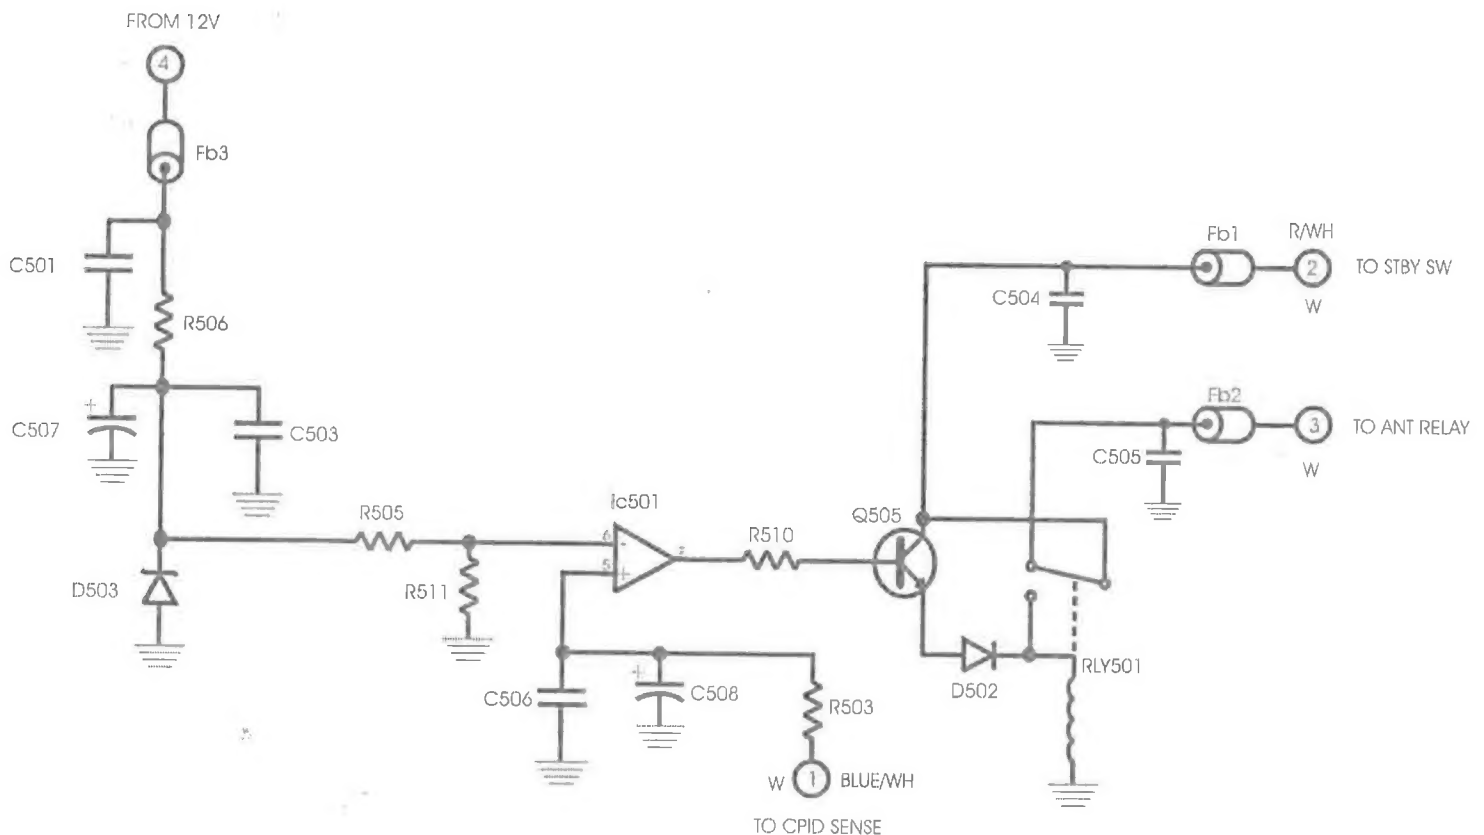 FROM 12V
4
Fb3
C501
R506
Fb1
R/WH
2
TO STBY SW
C504
W
+
C507
C503
Fb2
3
TO ANT RELAY
C505
W
R505
Ic501
R510
Q505
6
-
5
+
D503
R511
C506
+
C508
R503
D502
RLY501
W
1
BLUE/WH
TO CPID SENSE